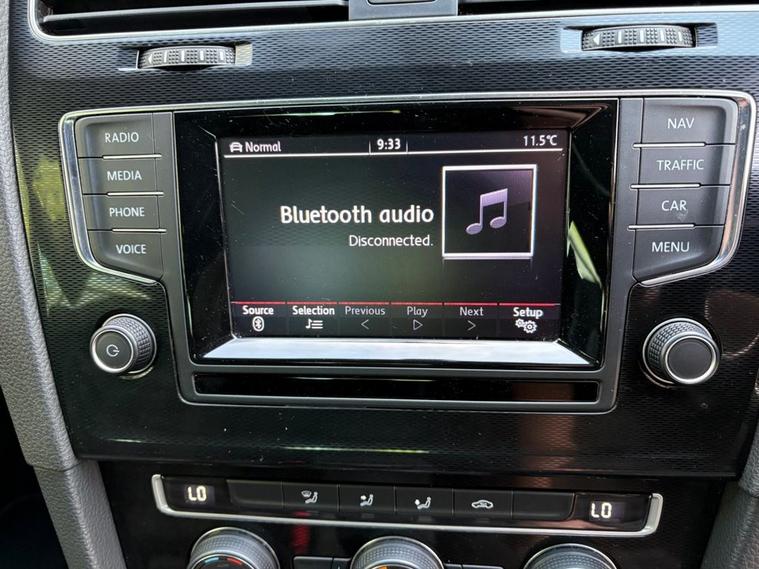 RADIO
MEDIA
PHONE
VOICE
Normal 9:33 11.5°C
Bluetooth audio
Disconnected.
Source Selection Previous Play Next Setup
NAV
TRAFFIC
CAR
MENU
LO LO